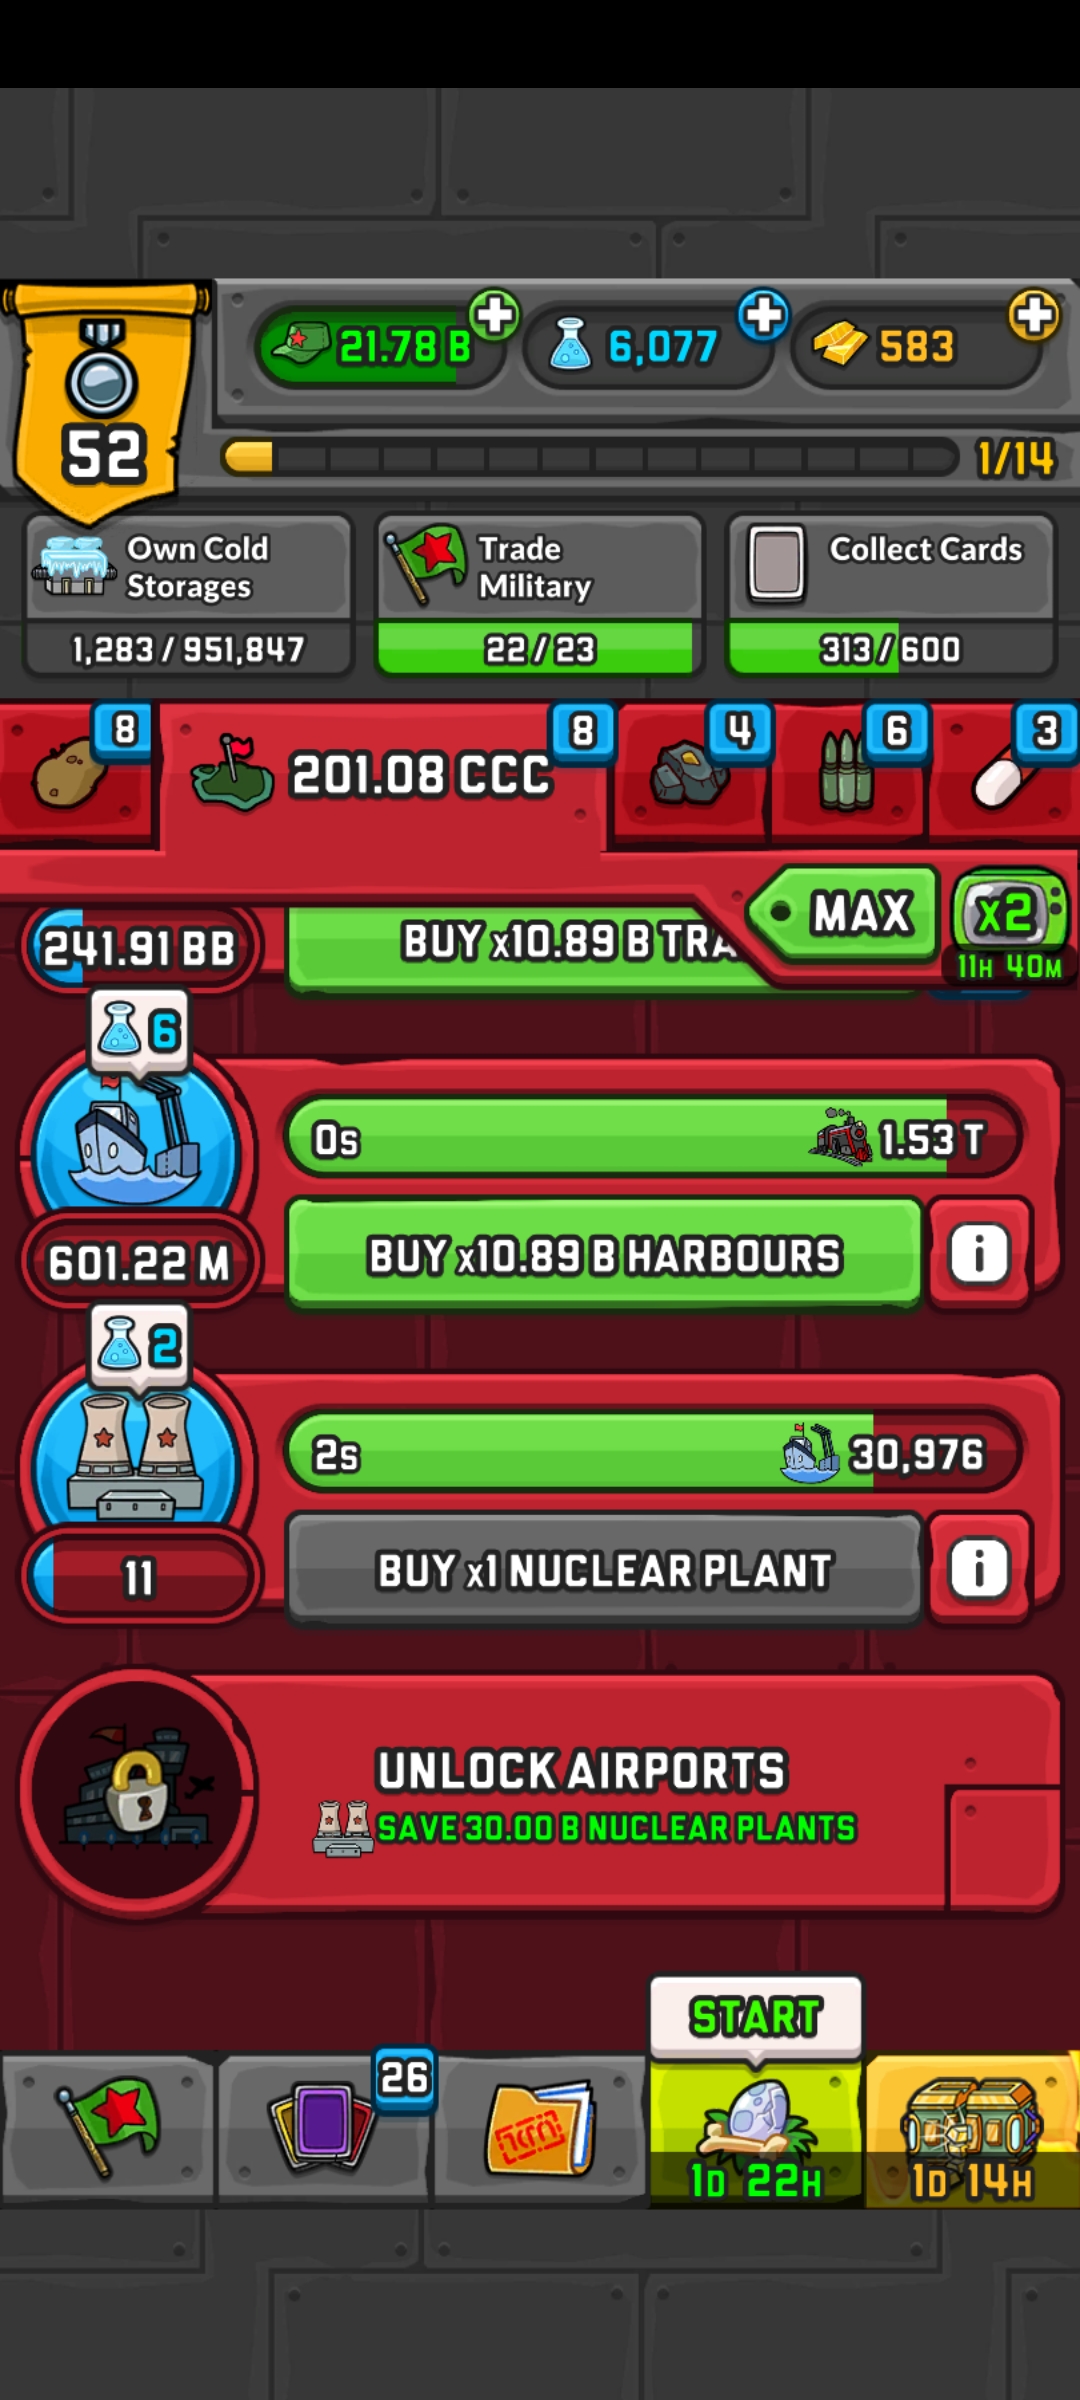 21.78 B
6,077
583
52
1/14
Own Cold
Storages
1,283 / 951,847
Trade
Military
22 / 23
Collect Cards
313 / 600
8
201.08 CCC
8
4
6
3
MAX
x2
11H 40M
241.91 BB
BUY x10.89 B TRA
6
0s
1.53 T
601.22 M
BUY x10.89 B HARBOURS
i
2
2s
30,976
11
BUY x1 NUCLEAR PLANT
i
UNLOCK AIRPORTS
SAVE 30.00 B NUCLEAR PLANTS
START
26
1D 22H
1D 14H